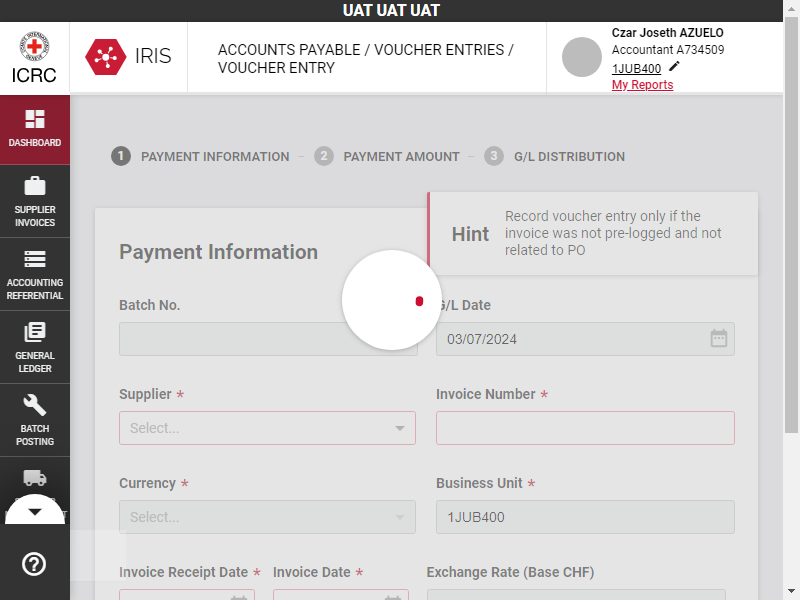 UAT UAT UAT
ICRC
IRIS
ACCOUNTS PAYABLE / VOUCHER ENTRIES /
VOUCHER ENTRY
Czar Joseth AZUELO
Accountant A734509
1JUB400
My Reports
DASHBOARD
SUPPLIER
INVOICES
ACCOUNTING
REFERENTIAL
GENERAL
LEDGER
BATCH
POSTING
1 PAYMENT INFORMATION
2 PAYMENT AMOUNT
3 G/L DISTRIBUTION
Hint
Record voucher entry only if the
invoice was not pre-logged and not
related to PO
Payment Information
Batch No.
G/L Date
03/07/2024
Supplier *
Invoice Number *
Select...
Currency *
Business Unit *
Select...
1JUB400
Invoice Receipt Date *
Invoice Date *
Exchange Rate (Base CHF)